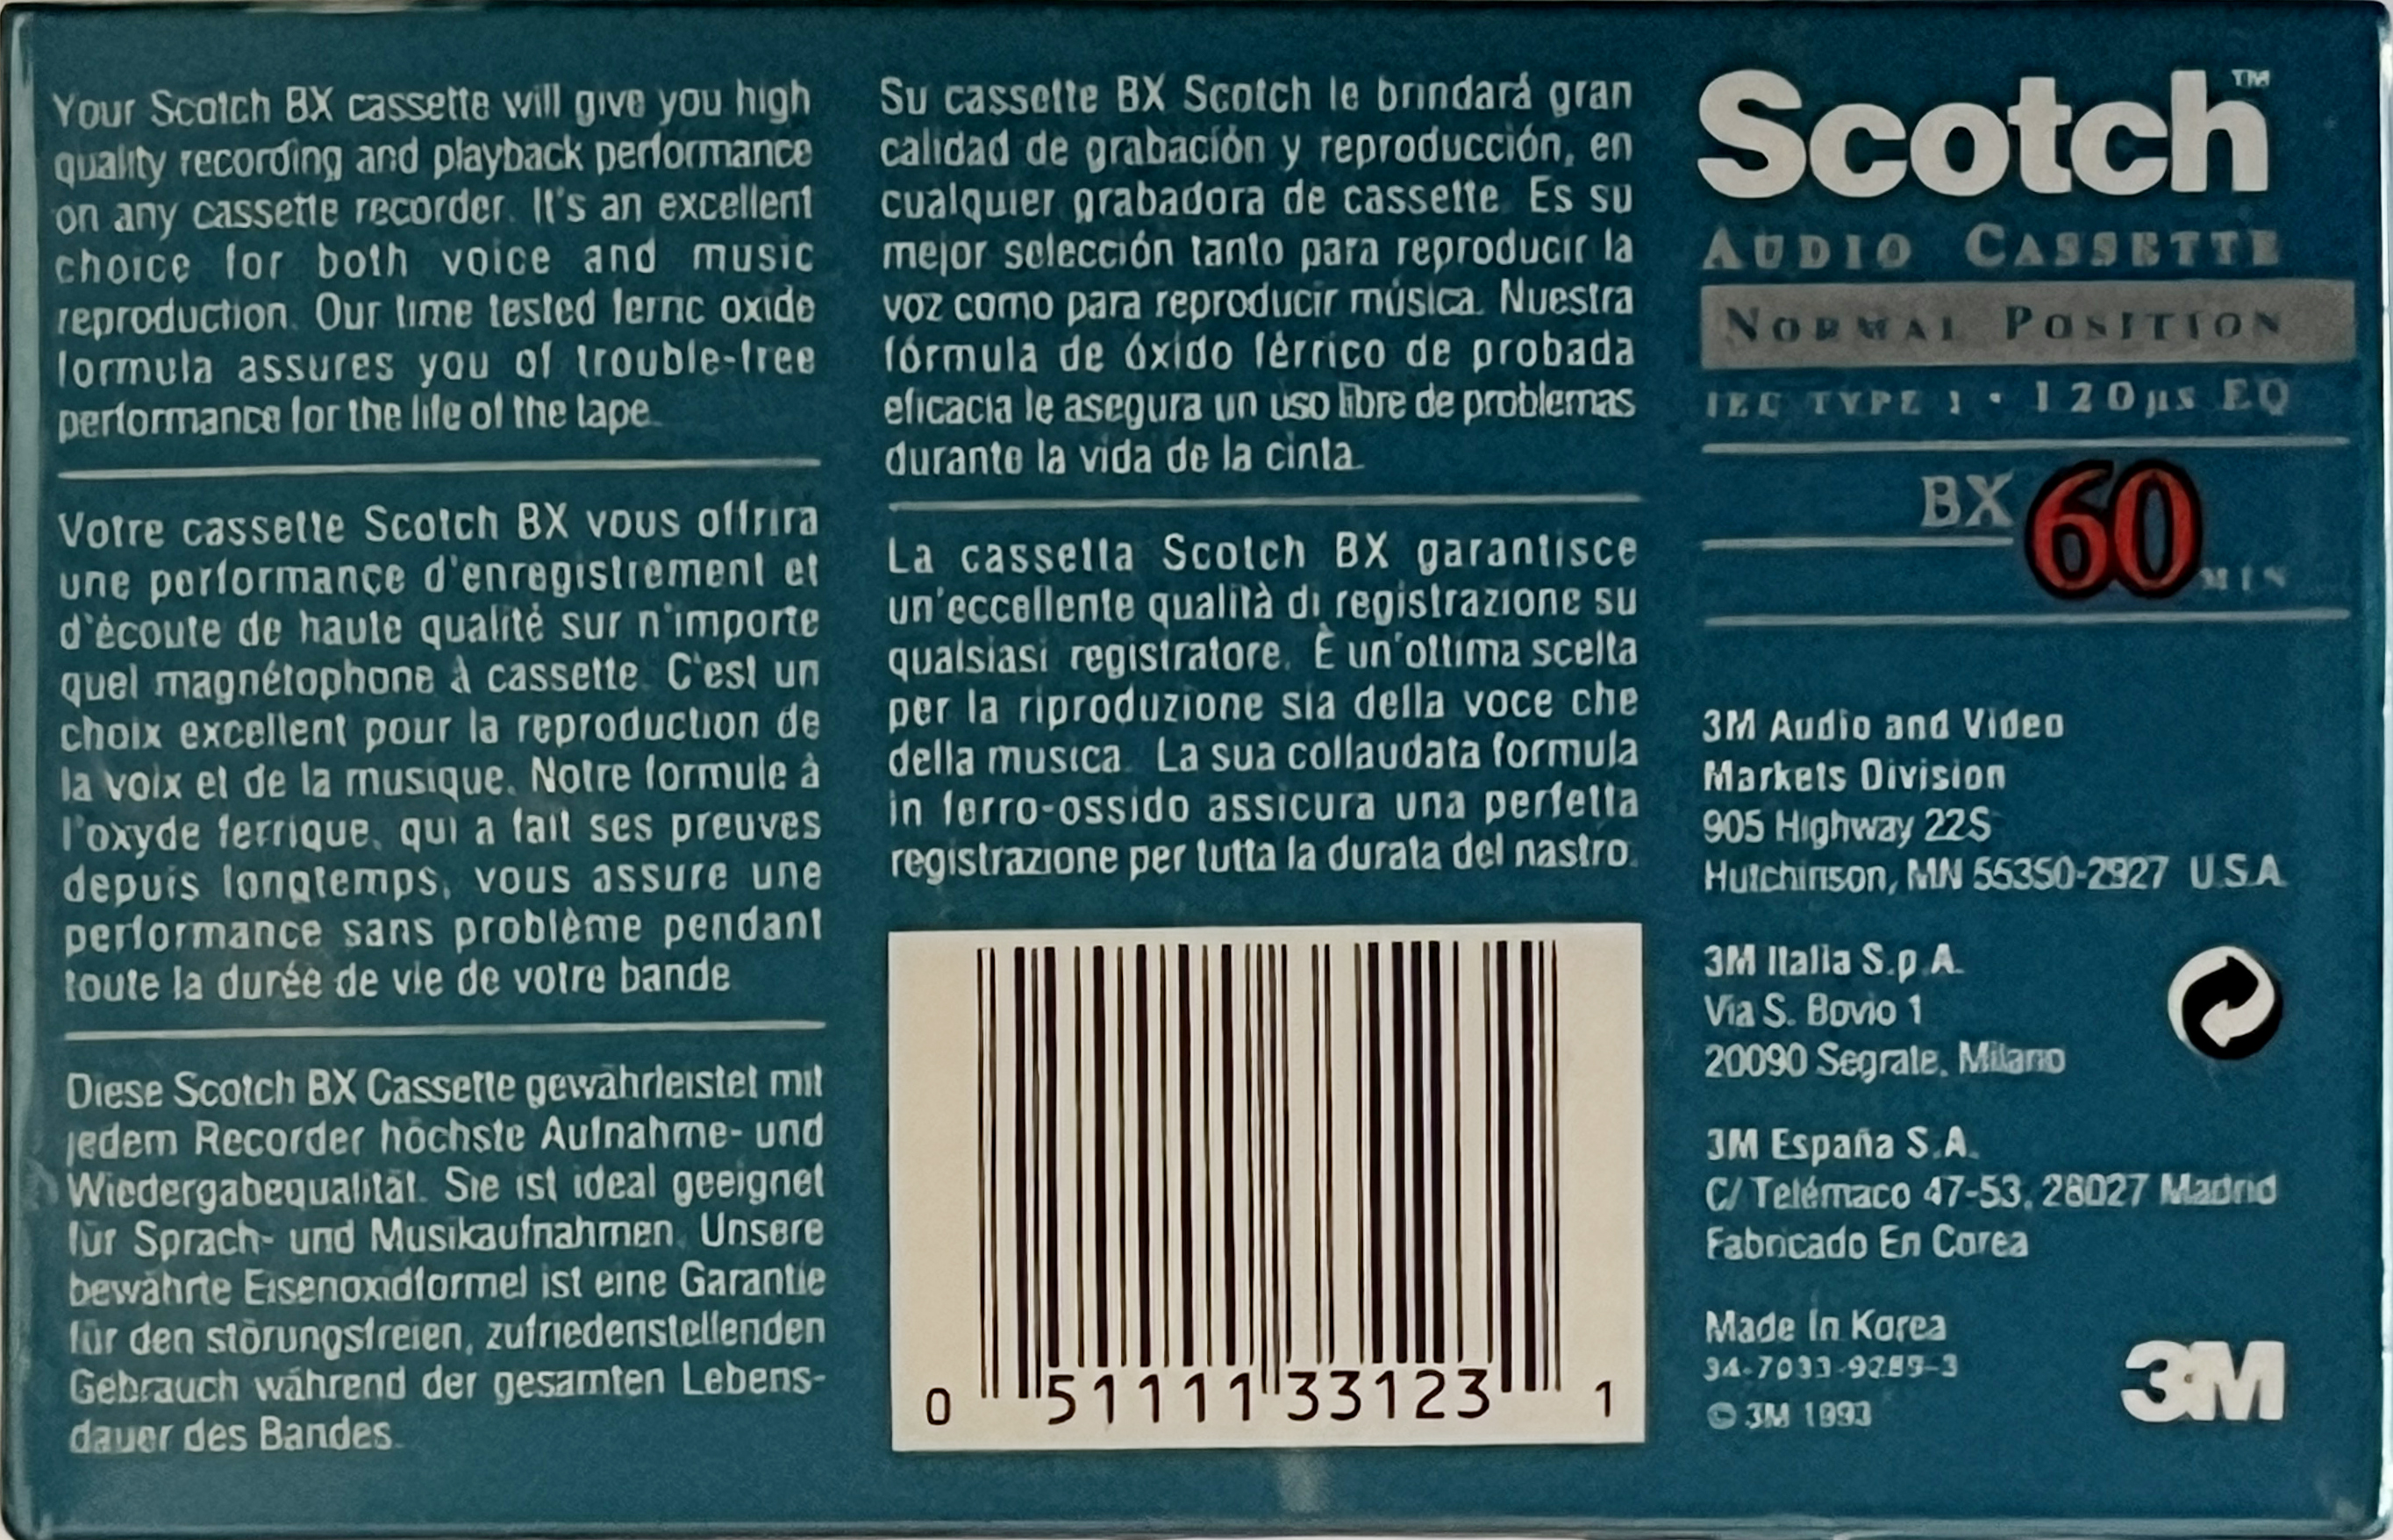 Your Scotch BX cassette will give you high
quality recording and playback performance
on any cassette recorder. It's an excellent
choice for both voice and music
reproduction. Our time tested ferric oxide
formula assures you of trouble-free
performance for the life of the tape.
Votre cassette Scotch BX vous offrira
une performance d'enregistrement et
d'écoute de haute qualité sur n'importe
quel magnétophone à cassette. C'est un
choix excellent pour la reproduction de
la voix et de la musique. Notre formule à
l'oxyde ferrique, qui a fait ses preuves
depuis longtemps, vous assure une
performance sans problème pendant
toute la durée de vie de votre bande
Diese Scotch BX Cassette gewährleistet mit
jedem Recorder höchste Aufnahme- und
Wiedergabequalität. Sie ist ideal geeignet
für Sprach- und Musikaufnahmen. Unsere
bewährte Eisenoxidformel ist eine Garantie
für den störungsfreien, zufriedenstellenden
Gebrauch während der gesamten Lebens-
dauer des Bandes.
Su cassette BX Scotch le brindará gran
calidad de grabación y reproducción, en
cualquier grabadora de cassette. Es su
mejor selección tanto para reproducir la
voz como para reproducir música. Nuestra
fórmula de óxido férrico de probada
eficacia le asegura un uso libre de problemas
durante la vida de la cinta.
La cassetta Scotch BX garantisce
un'eccellente qualità di registrazione su
qualsiasi registratore. È un'ottima scelta
per la riproduzione sia della voce che
della musica. La sua collaudata formula
in ferro-ossido assicura una perfetta
registrazione per tutta la durata del nastro.
0 51111 33123 1
Scotch™
AUDIO CASSETTE
NORMAL POSITION
IEC TYPE I • 120µs EQ
BX 60 MIN
3M Audio and Video
Markets Division
905 Highway 22S
Hutchinson, MN 55350-2927 U.S.A.
3M Italia S.p.A.
Via S. Bovio 1
20090 Segrate, Milano
3M España S.A.
C/ Telémaco 47-53, 28027 Madrid
Fabricado En Corea
Made In Korea
34-7033-9289-3
© 3M 1993
3M